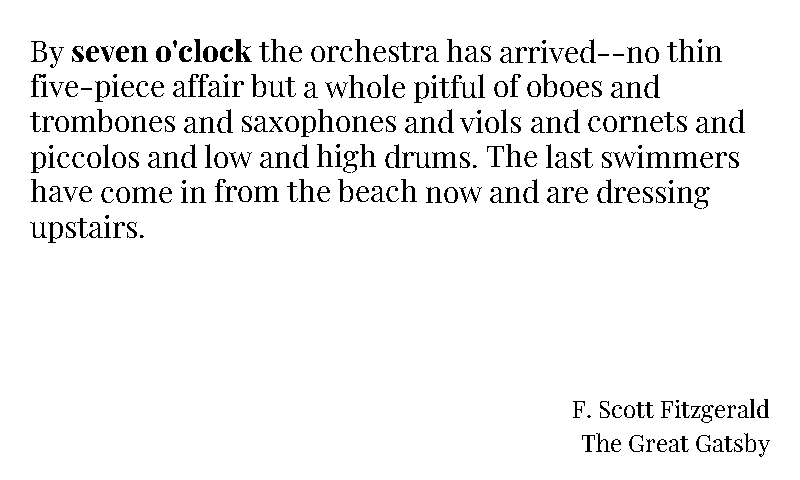 By seven o'clock the orchestra has arrived--no thin
five-piece affair but a whole pitful of oboes and
trombones and saxophones and viols and cornets and
piccolos and low and high drums. The last swimmers
have come in from the beach now and are dressing
upstairs.
F. Scott Fitzgerald
The Great Gatsby